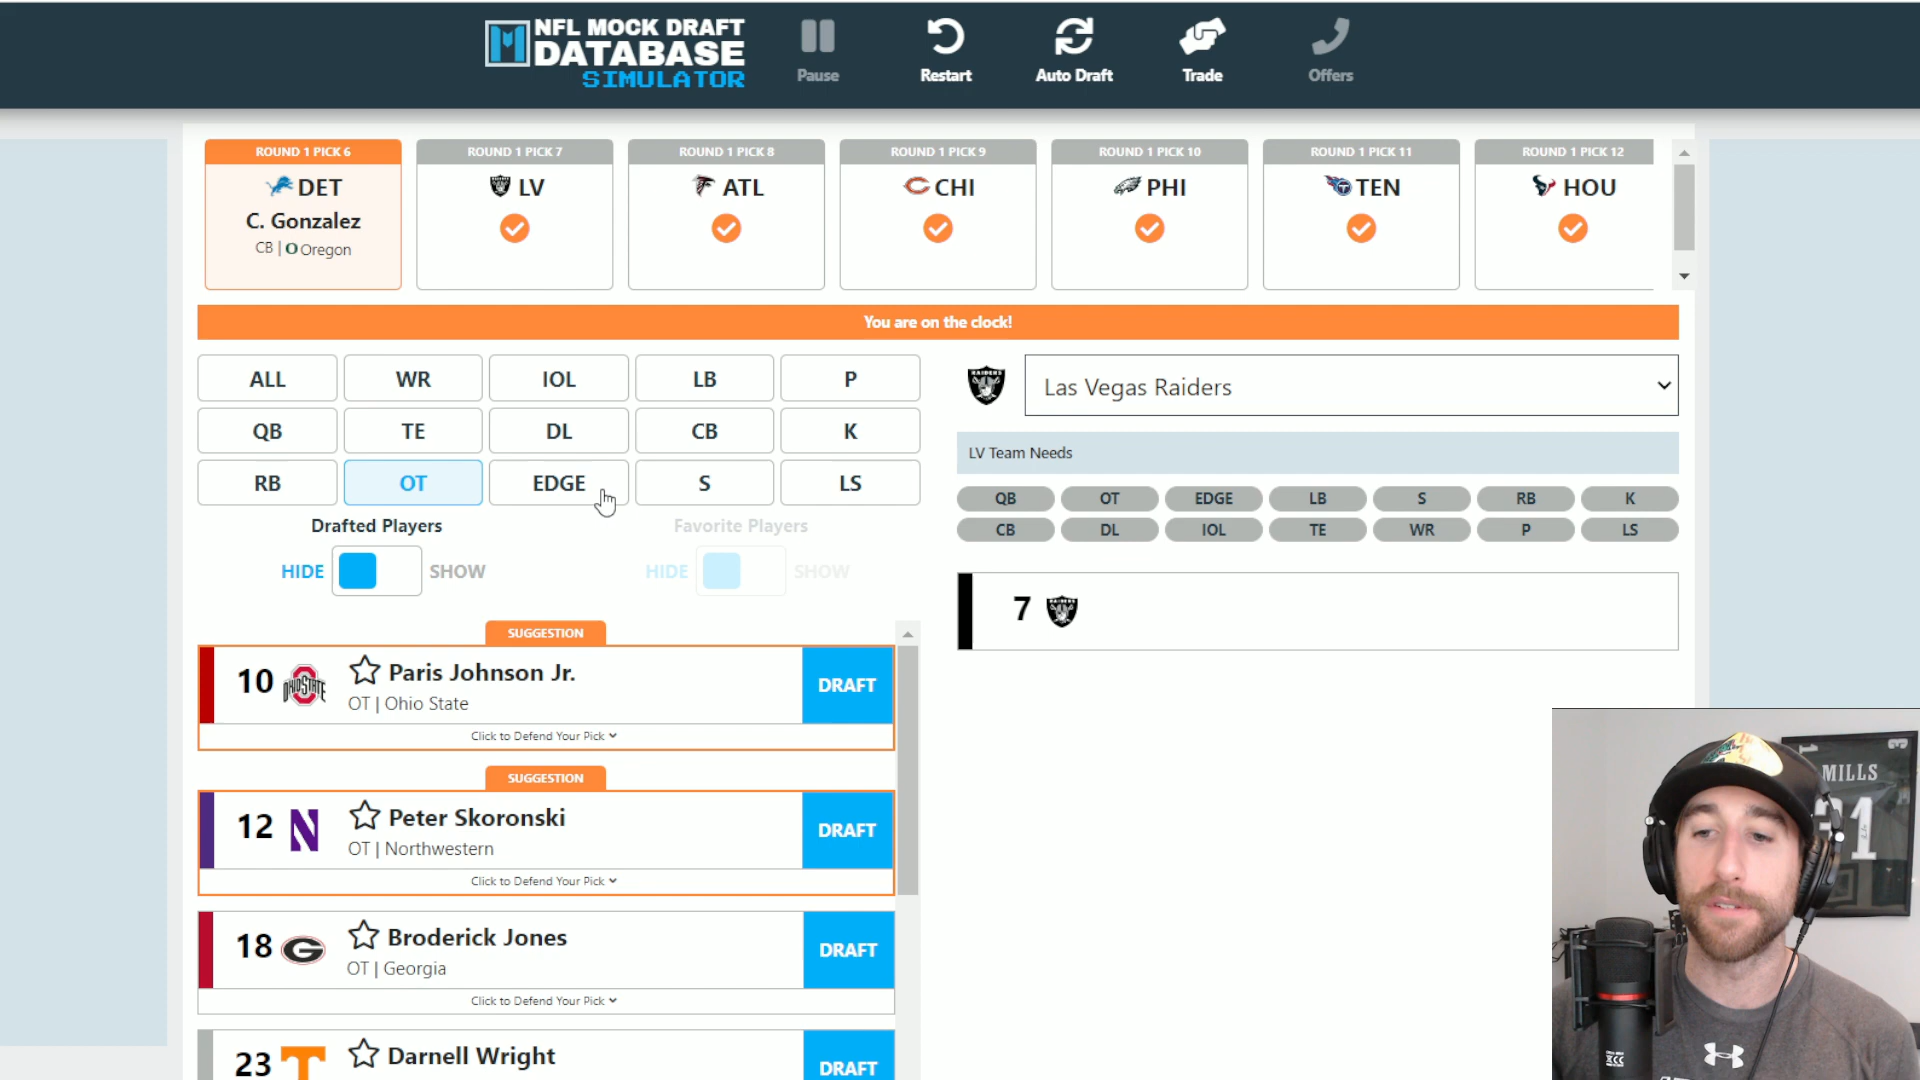 NFL MOCK DRAFT
DATABASE
SIMULATOR
Pause
Restart
Auto Draft
Trade
Offers
ROUND 1 PICK 6
DET
C. Gonzalez
CB | O Oregon
ROUND 1 PICK 7
LV
ROUND 1 PICK 8
ATL
ROUND 1 PICK 9
CHI
ROUND 1 PICK 10
PHI
ROUND 1 PICK 11
TEN
ROUND 1 PICK 12
HOU
You are on the clock!
ALL WR IOL LB P
QB TE DL CB K
RB OT EDGE S LS
Drafted Players
HIDE SHOW
Favorite Players
HIDE SHOW
RAIDERS
Las Vegas Raiders
LV Team Needs
QB OT EDGE LB S RB K
CB DL IOL TE WR P LS
7 RAIDERS
SUGGESTION
10 OHIO STATE Paris Johnson Jr.
OT | Ohio State
DRAFT
Click to Defend Your Pick
SUGGESTION
12 N Peter Skoronski
OT | Northwestern
DRAFT
Click to Defend Your Pick
18 G Broderick Jones
OT | Georgia
DRAFT
Click to Defend Your Pick
23 T Darnell Wright
DRAFT
MILLS